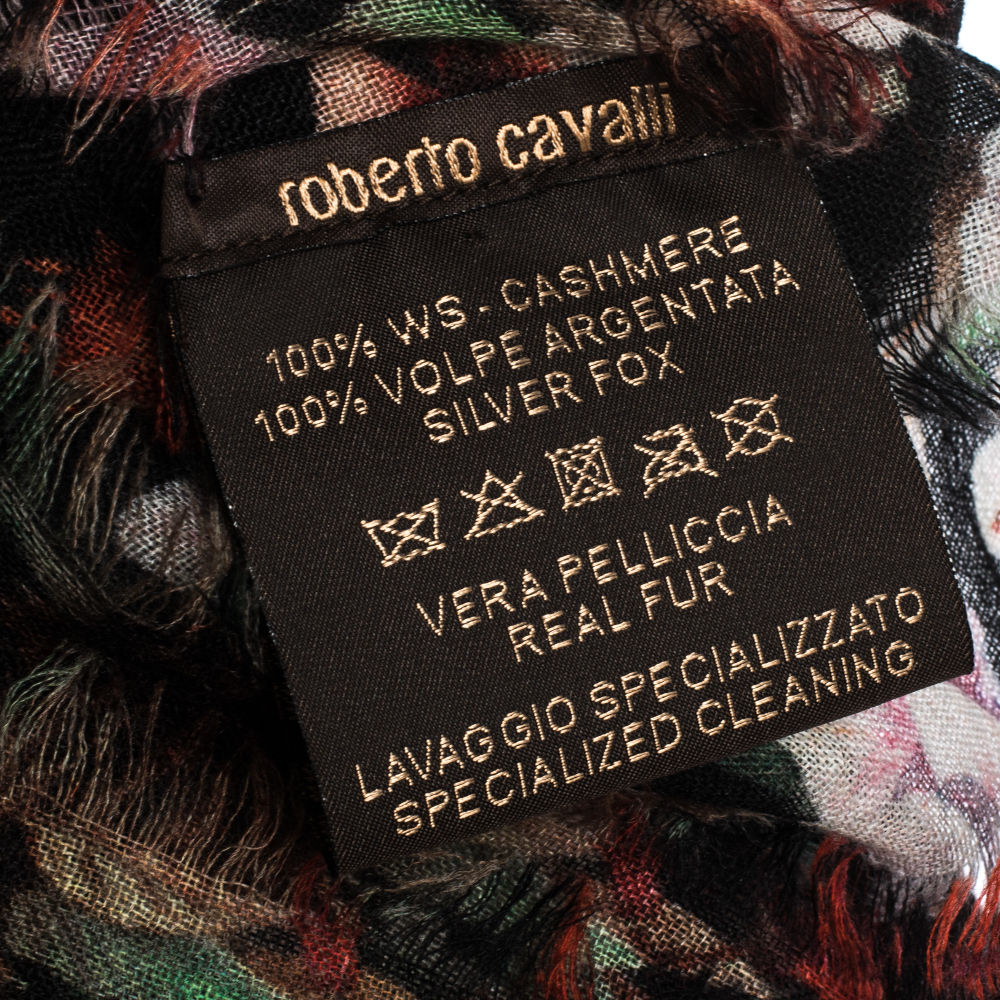 roberto cavalli
100% WS - CASHMERE
100% VOLPE ARGENTATA
SILVER FOX
VERA PELLICCIA
REAL FUR
LAVAGGIO SPECIALIZZATO
SPECIALIZED CLEANING